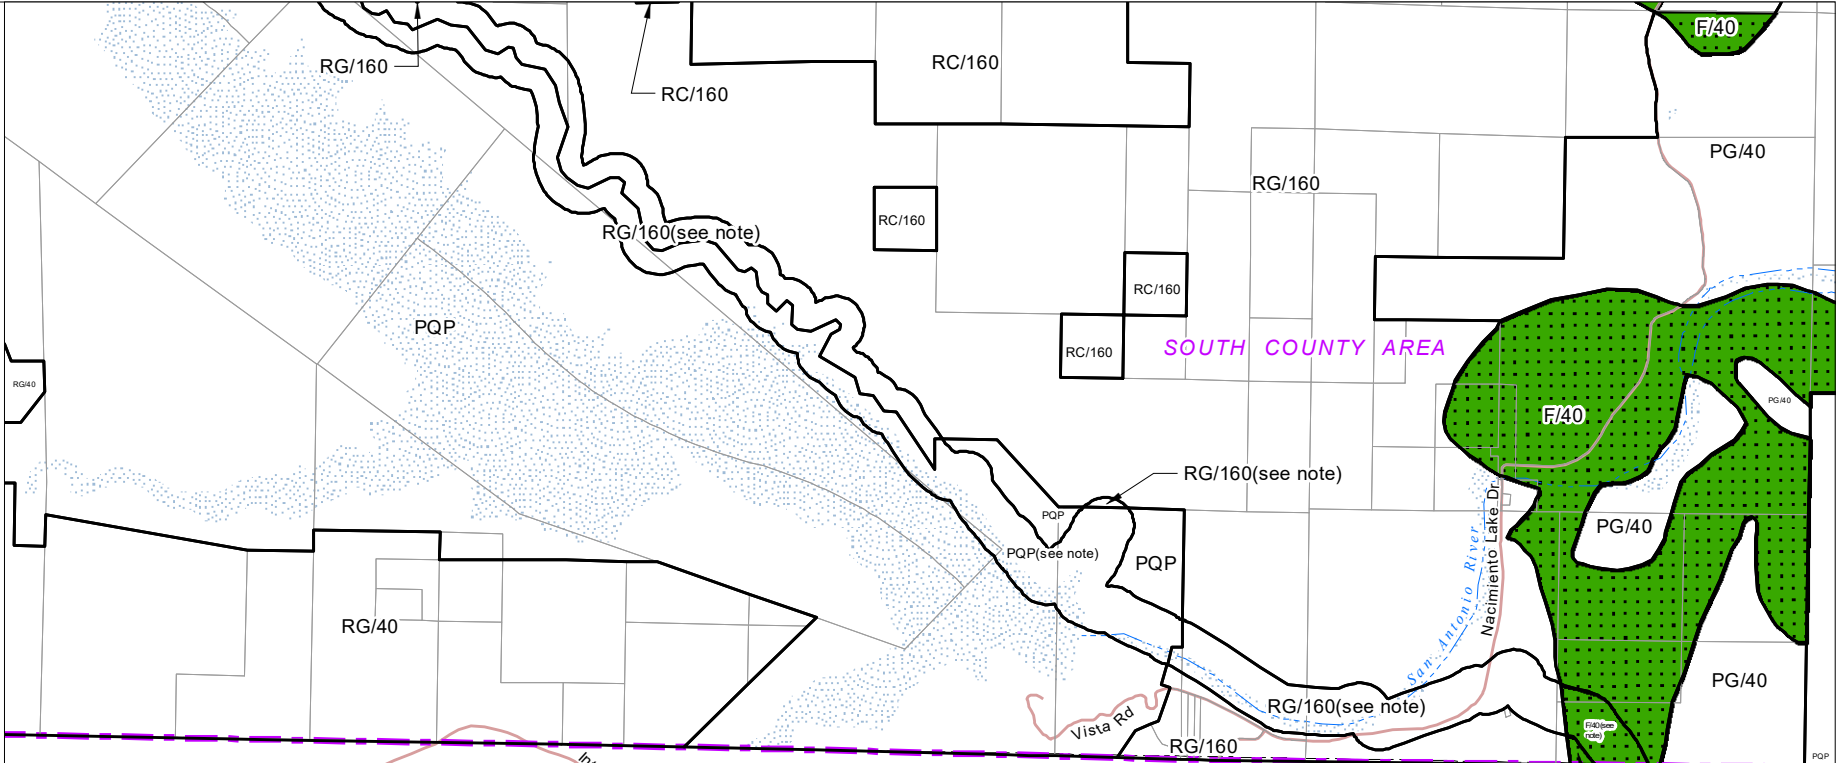 F/40
RG/160
RC/160
RC/160
PG/40
RG/160
RC/160
RG/160(see note)
RC/160
PQP
SOUTH COUNTY AREA
RC/160
RG/40
PG/40
F/40
RG/160(see note)
PQP
PG/40
Nacimiento Lake Dr
San Antonio River
PQP(see note)
PQP
RG/40
PG/40
RG/160(see note)
Vista Rd
F/40(see
note)
RG/160
PQP